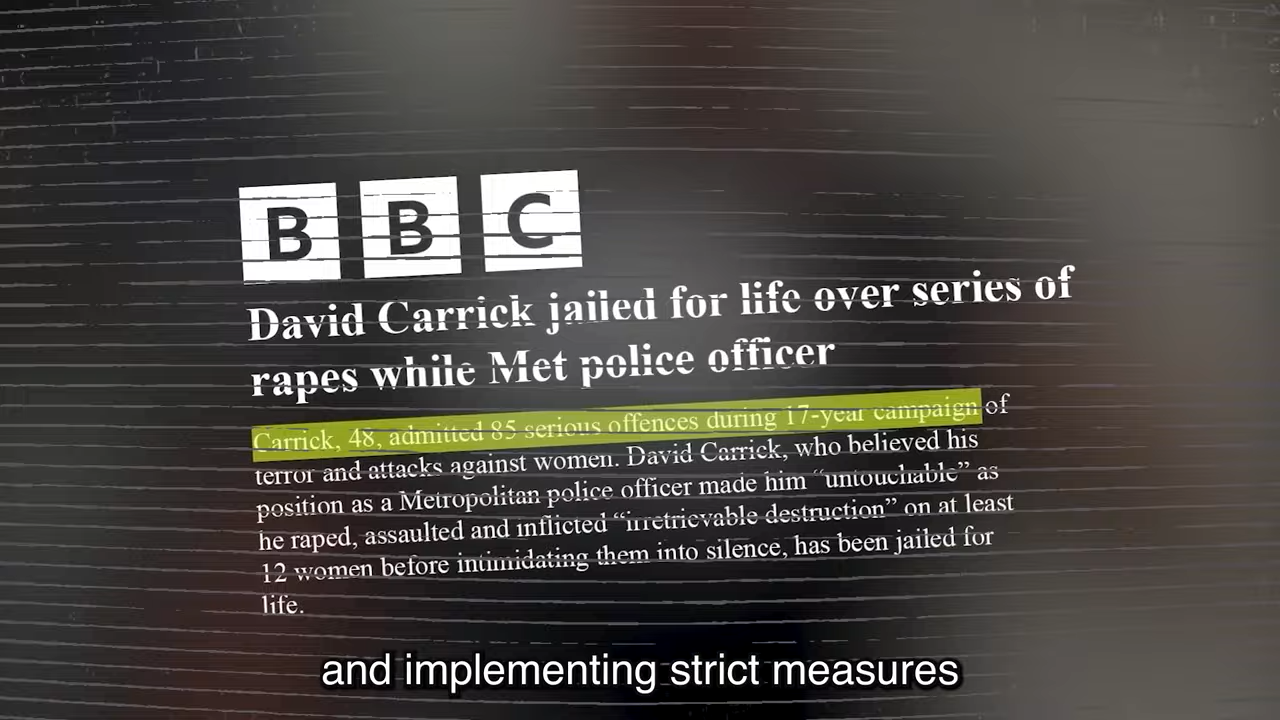 BBC
David Carrick jailed for life over series of
rapes while Met police officer
Carrick, 48, admitted 85 serious offences during 17-year campaign of
terror and attacks against women. David Carrick, who believed his
position as a Metropolitan police officer made him “untouchable” as
he raped, assaulted and inflicted “irretrievable destruction” on at least
12 women before intimidating them into silence, has been jailed for
life.
and implementing strict measures